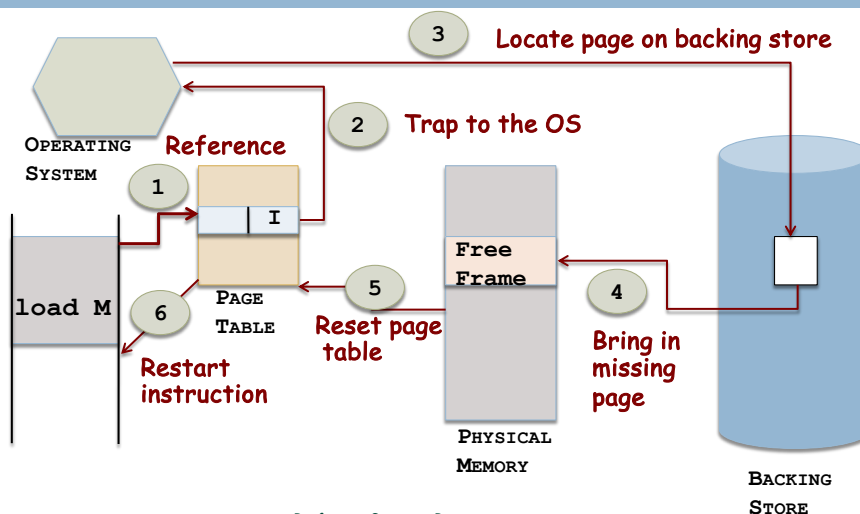 3
Locate page on backing store
2
Trap to the OS
OPERATING
SYSTEM
Reference
1
I
Free
Frame
load M
6
PAGE
TABLE
5
4
Reset page
table
Restart
instruction
Bring in
missing
page
PHYSICAL
MEMORY
BACKING
STORE